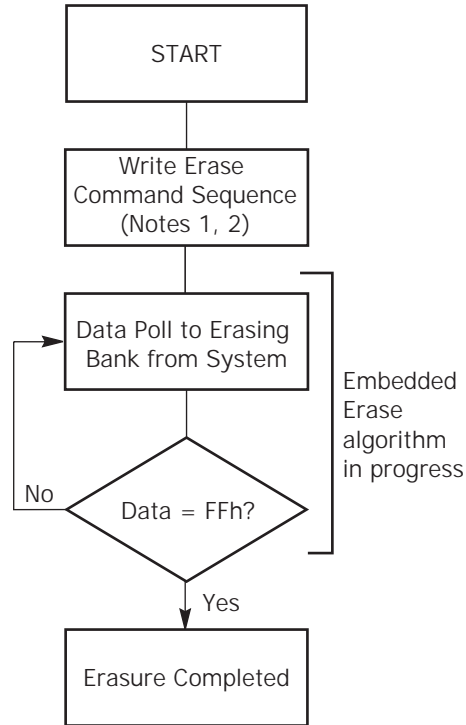 START
Write Erase
Command Sequence
(Notes 1, 2)
Data Poll to Erasing
Bank from System
Embedded
Erase
algorithm
in progress
No
Data = FFh?
Yes
Erasure Completed